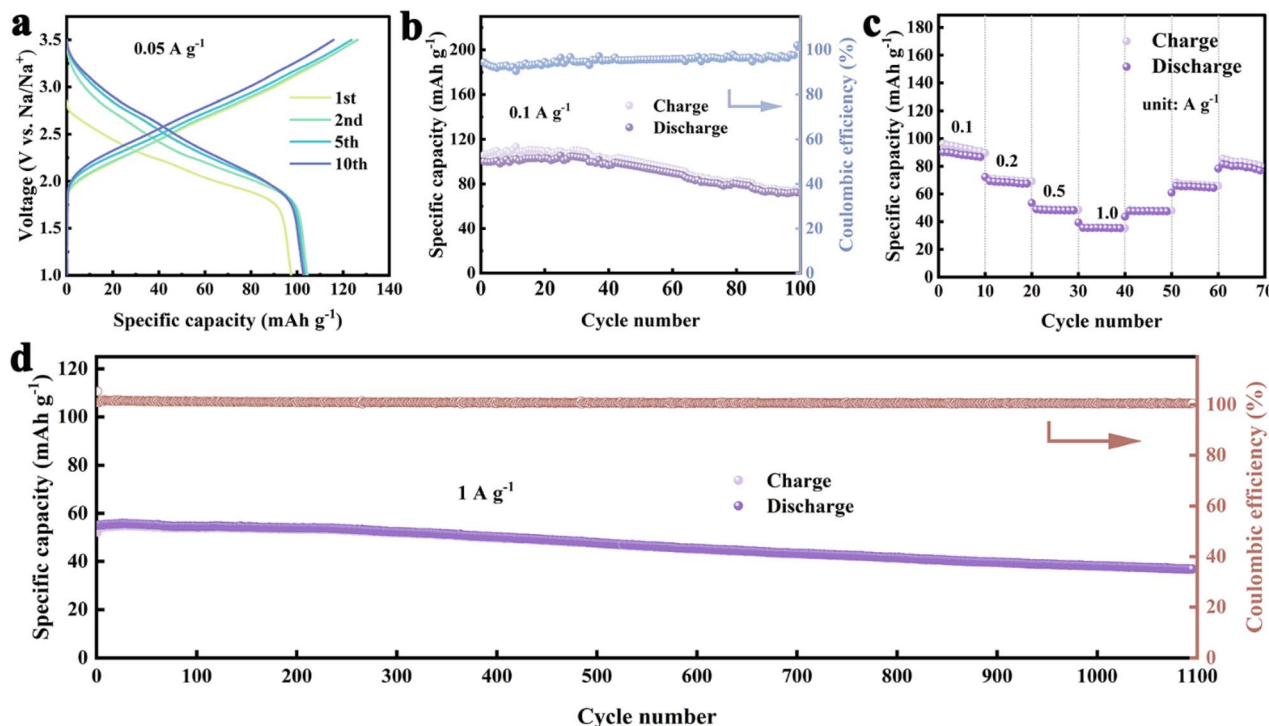 a
0.05 A g-1
1st
2nd
5th
10th
3.5
3.0
2.5
2.0
1.5
1.0
Voltage (V vs. Na/Na+)
0 20 40 60 80 100 120 140
Specific capacity (mAh g-1)
b
0.1 A g-1
Charge
Discharge
200
160
120
80
40
0
Specific capacity (mAh g-1)
100
80
60
40
20
0
Coulombic efficiency (%)
0 20 40 60 80 100
Cycle number
c
Charge
Discharge
unit: A g-1
0.1
0.2
0.5
1.0
180
160
140
120
100
80
60
40
20
0
Specific capacity (mAh g-1)
0 10 20 30 40 50 60 70
Cycle number
d
1 A g-1
Charge
Discharge
120
100
80
60
40
20
0
Specific capacity (mAh g-1)
100
80
60
40
20
0
Coulombic efficiency (%)
0 100 200 300 400 500 600 700 800 900 1000 1100
Cycle number